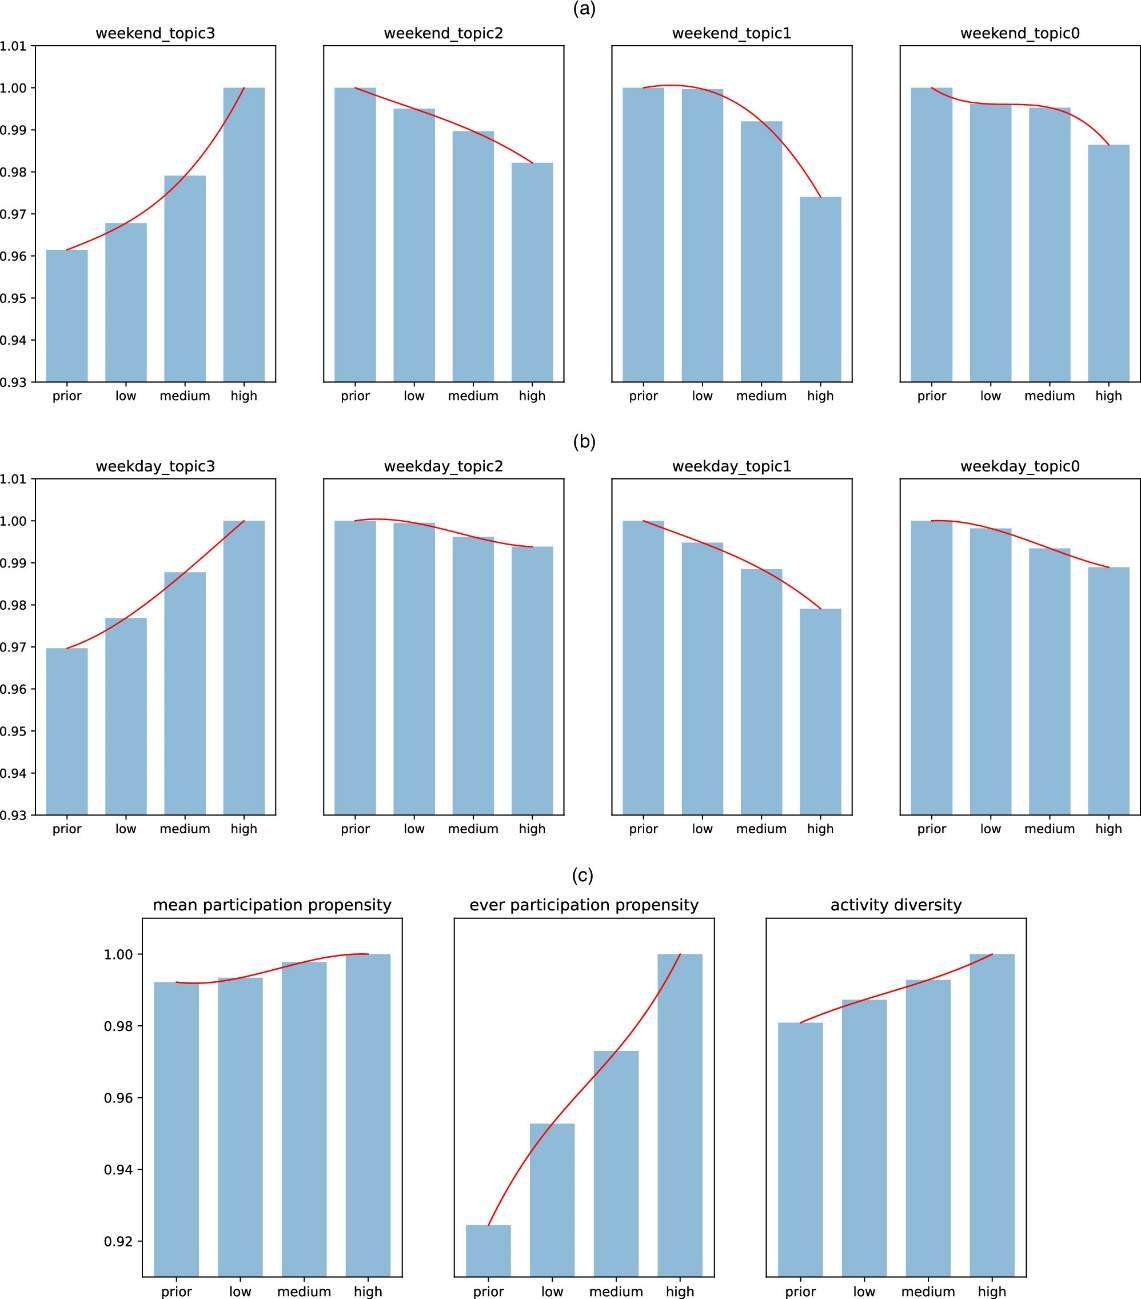 (a)
weekend_topic3 weekend_topic2 weekend_topic1 weekend_topic0
1.01
1.00
0.99
0.98
0.97
0.96
0.95
0.94
0.93
prior low medium high prior low medium high prior low medium high prior low medium high
(b)
weekday_topic3 weekday_topic2 weekday_topic1 weekday_topic0
1.01
1.00
0.99
0.98
0.97
0.96
0.95
0.94
0.93
prior low medium high prior low medium high prior low medium high prior low medium high
(c)
mean participation propensity ever participation propensity activity diversity
1.00
0.98
0.96
0.94
0.92
prior low medium high prior low medium high prior low medium high